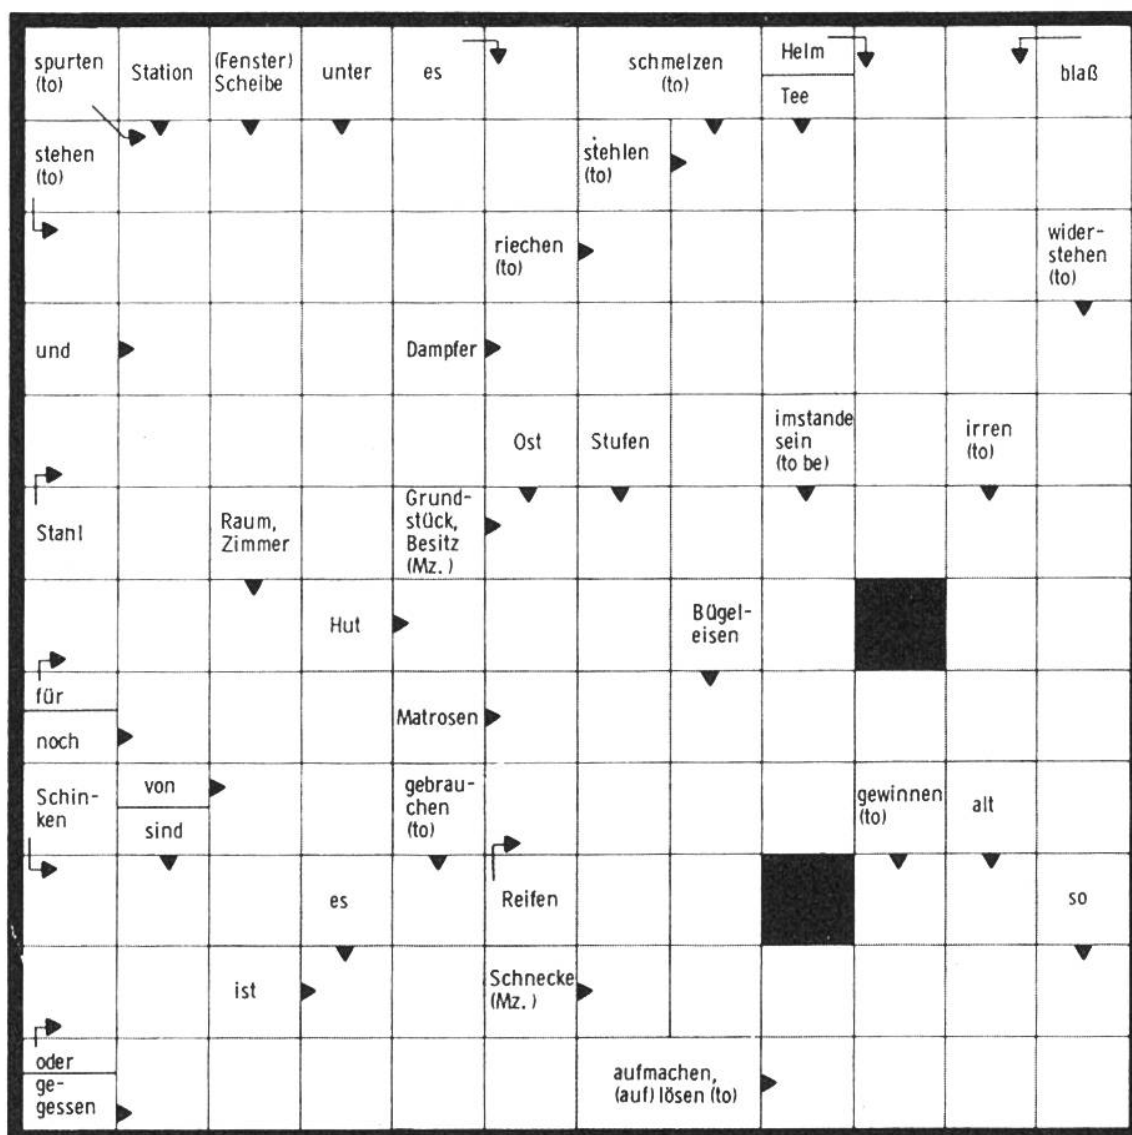 spurten
(to)
Station
(Fenster)
Scheibe
unter
es
schmelzen
(to)
Helm
Tee
blaß
stehen
(to)
stehlen
(to)
riechen
(to)
wider-
stehen
(to)
und
Dampfer
Ost
Stufen
imstande
sein
(to be)
irren
(to)
Stahl
Raum,
Zimmer
Grund-
stück,
Besitz
(Mz.)
Hut
Bügel-
eisen
für
noch
Matrosen
Schin-
ken
von
sind
gebrau-
chen
(to)
gewinnen
(to)
alt
es
Reifen
so
ist
Schnecke
(Mz.)
oder
ge-
gessen
aufmachen,
(auf) lösen (to)